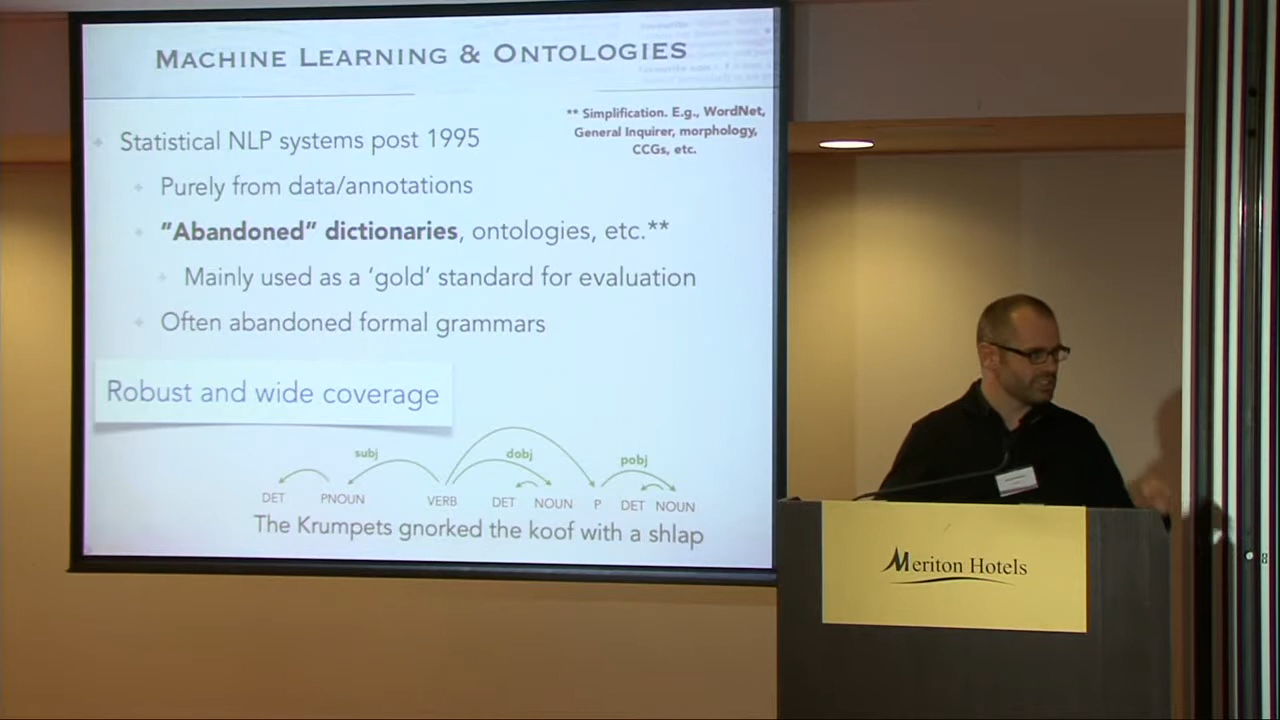 MACHINE LEARNING & ONTOLOGIES
** Simplification. E.g., WordNet,
General Inquirer, morphology,
CCGs, etc.
Statistical NLP systems post 1995
Purely from data/annotations
"Abandoned" dictionaries, ontologies, etc.**
Mainly used as a 'gold' standard for evaluation
Often abandoned formal grammars
Robust and wide coverage
subj dobj pobj
DET PNOUN VERB DET NOUN P DET NOUN
The Krumpets gnorked the koof with a shlap
Meriton Hotels
8